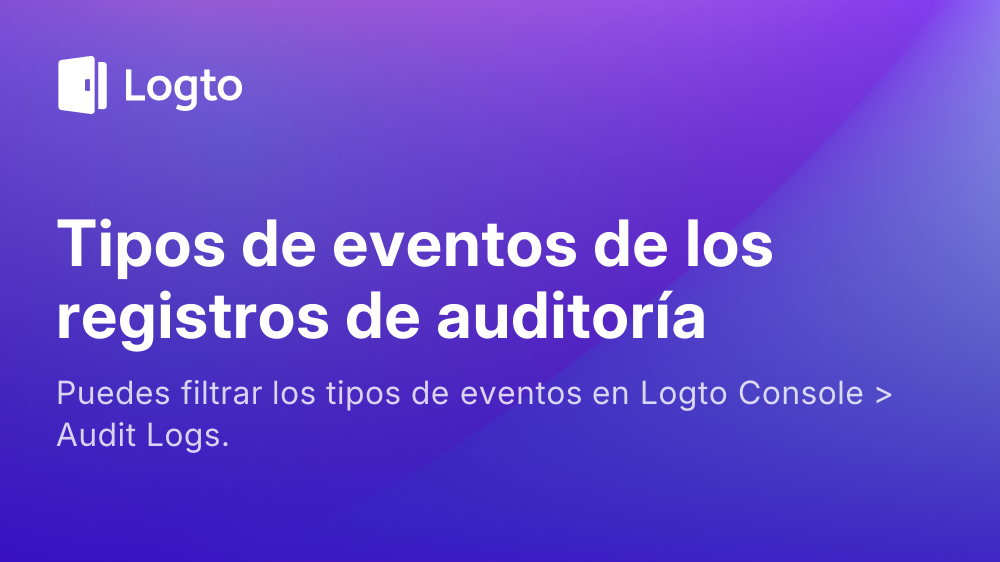 Logto
Tipos de eventos de los
registros de auditoría
Puedes filtrar los tipos de eventos en Logto Console >
Audit Logs.